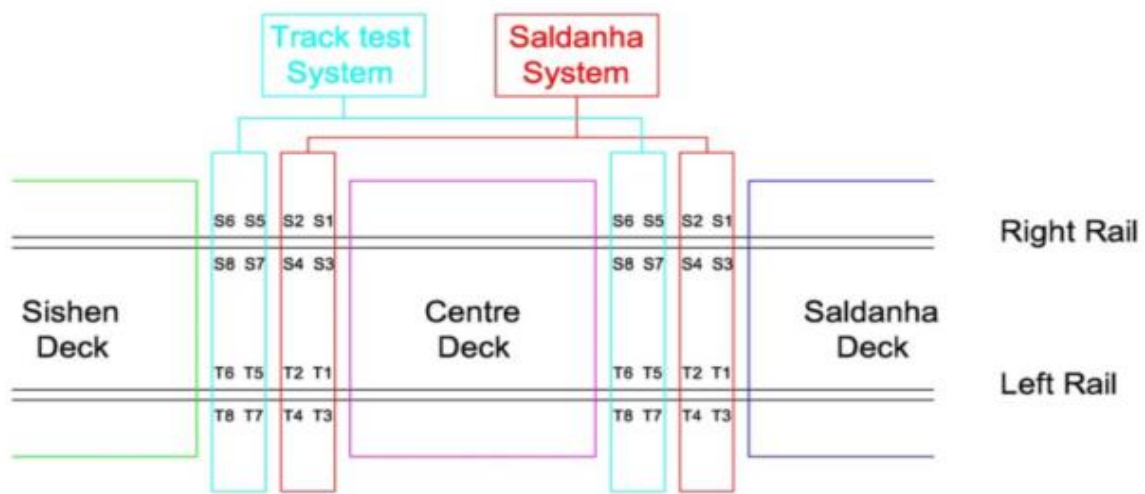 Track test
System
Saldanha
System
S6 S5 S2 S1 S6 S5 S2 S1
Right Rail
S8 S7 S4 S3 S8 S7 S4 S3
Sishen
Deck
Centre
Deck
Saldanha
Deck
T6 T5 T2 T1 T6 T5 T2 T1
Left Rail
T8 T7 T4 T3 T8 T7 T4 T3